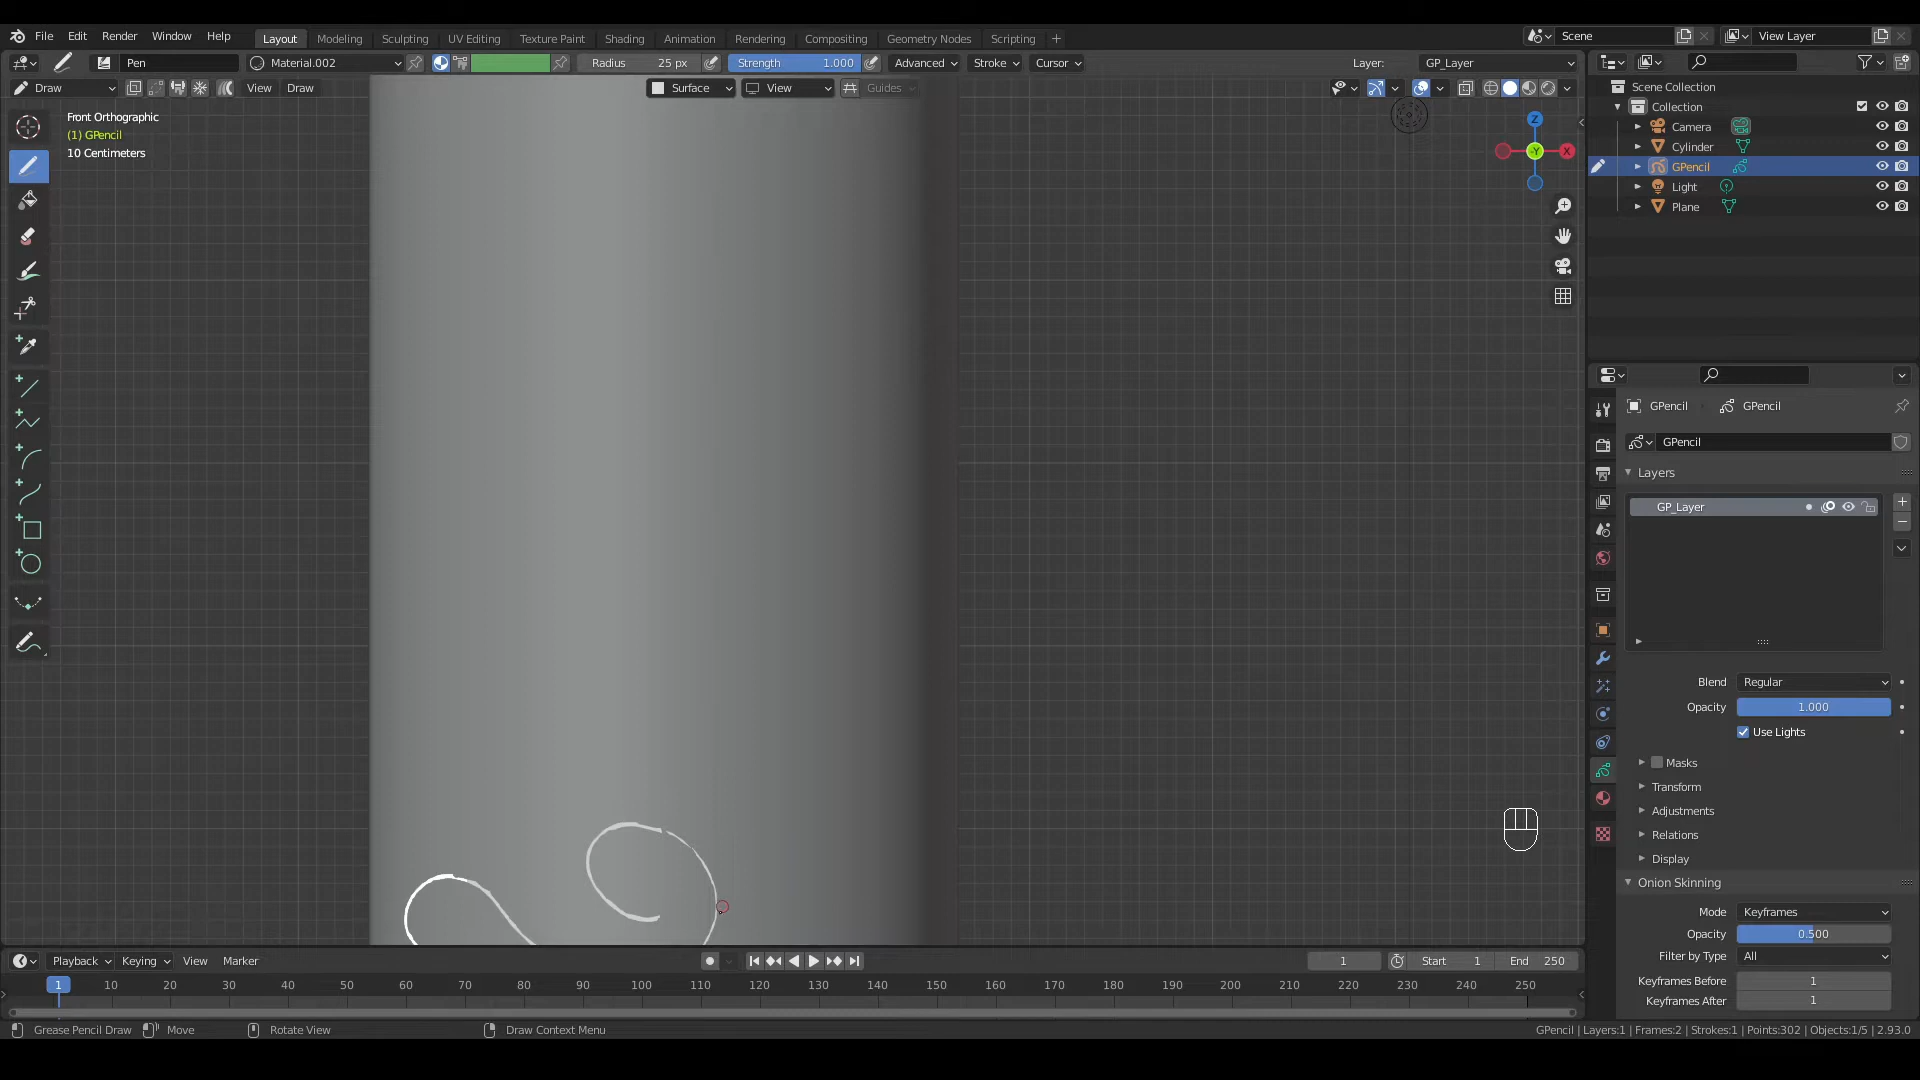 File Edit Render Window Help Layout Modeling Sculpting UV Editing Texture Paint Shading Animation Rendering Compositing Geometry Nodes Scripting + Scene View Layer
Pen Material.002 Radius 25 px Strength 1.000 Advanced Stroke Cursor Layer: GP_Layer
Draw View Draw Surface View Guides
Front Orthographic
(1) GPencil
10 Centimeters
Z
X
-Y
Scene Collection
Collection
Camera
Cylinder
GPencil
Light
Plane
GPencil GPencil
GPencil
Layers
GP_Layer
Blend Regular
Opacity 1.000
Use Lights
Masks
Transform
Adjustments
Relations
Display
Onion Skinning
Mode Keyframes
Opacity 0.500
Filter by Type All
Keyframes Before 1
Keyframes After 1
Playback Keying View Marker 1 Start 1 End 250
1 10 20 30 40 50 60 70 80 90 100 110 120 130 140 150 160 170 180 190 200 210 220 230 240 250
Grease Pencil Draw Move Rotate View Draw Context Menu GPencil | Layers:1 | Frames:2 | Strokes:1 | Points:302 | Objects:1/5 | 2.93.0